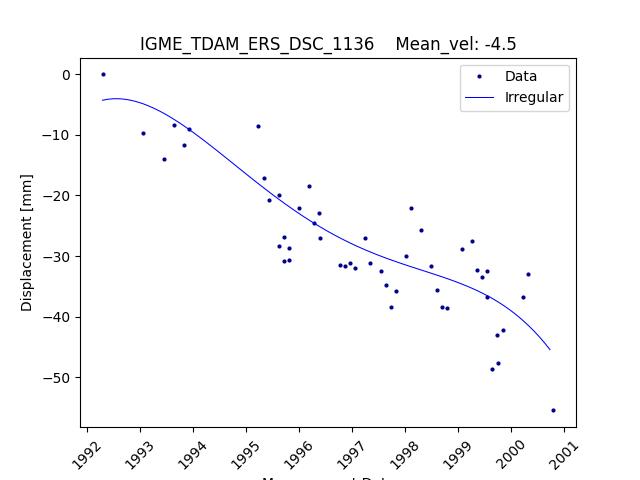 IGME_TDAM_ERS_DSC_1136    Mean_vel: -4.5
Data
Irregular
Displacement [mm]
0
−10
−20
−30
−40
−50
1992 1993 1994 1995 1996 1997 1998 1999 2000 2001